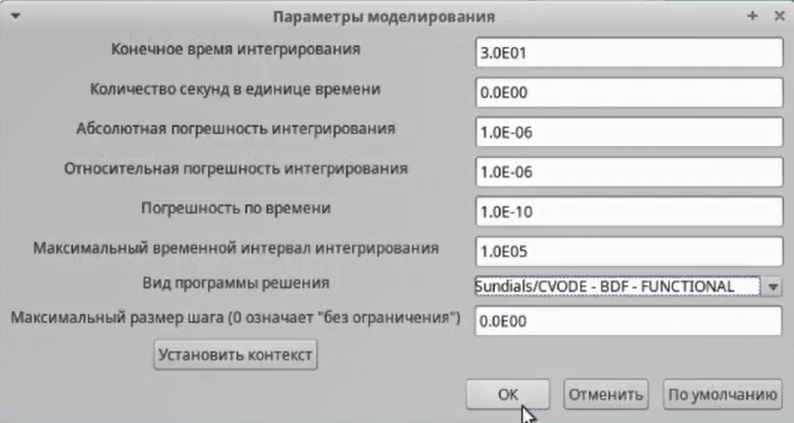 Параметры моделирования
Конечное время интегрирования 3.0E01
Количество секунд в единице времени 0.0E00
Абсолютная погрешность интегрирования 1.0E-06
Относительная погрешность интегрирования 1.0E-06
Погрешность по времени 1.0E-10
Максимальный временной интервал интегрирования 1.0E05
Вид программы решения Sundials/CVODE - BDF - FUNCTIONAL
Максимальный размер шага (0 означает "без ограничения") 0.0E00
Установить контекст
ОК Отменить По умолчанию